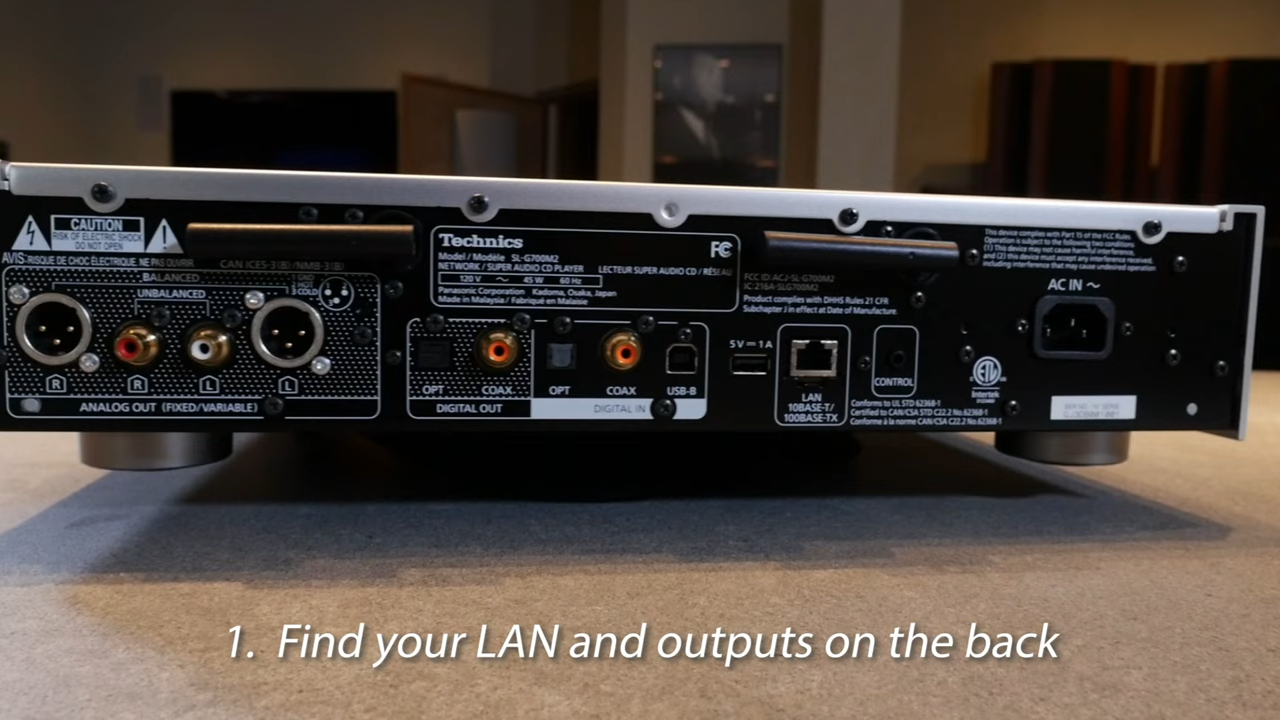 CAUTION
RISK OF ELECTRIC SHOCK
DO NOT OPEN
AVIS: RISQUE DE CHOC ÉLECTRIQUE. NE PAS OUVRIR
CAN ICES-3(B)/NMB-3(B)
BALANCED
UNBALANCED
2 HOT
3 COLD
R
R
L
L
ANALOG OUT (FIXED/VARIABLE)
Technics
FC
Model / Modèle SL-G700M2
NETWORK / SUPER AUDIO CD PLAYER
LECTEUR SUPER AUDIO CD / RÉSEAU
120 V ～ 45 W 60 Hz
Panasonic Corporation Kadoma, Osaka, Japan
Made in Malaysia / Fabriqué en Malaisie
FCC ID: ACJ-SL-G700M2
IC: 216A-SLG700M2
Product complies with DHHS Rules 21 CFR
Subchapter J in effect at Date of Manufacture.
This device complies with Part 15 of the FCC Rules
Operation is subject to the following two conditions
(1) This device may not cause harmful interference,
and (2) this device must accept any interference received,
including interference that may cause undesired operation
OPT
COAX
OPT
COAX
USB-B
DIGITAL OUT
DIGITAL IN
5V 1A
LAN
10BASE-T/
100BASE-TX
CONTROL
Conforms to UL STD 62368-1
Certified to CAN/CSA STD C22.2 No.62368-1
Conforme à la norme CAN/CSA C22.2 No.62368-1
AC IN ～
ETL
Intertek
1. Find your LAN and outputs on the back